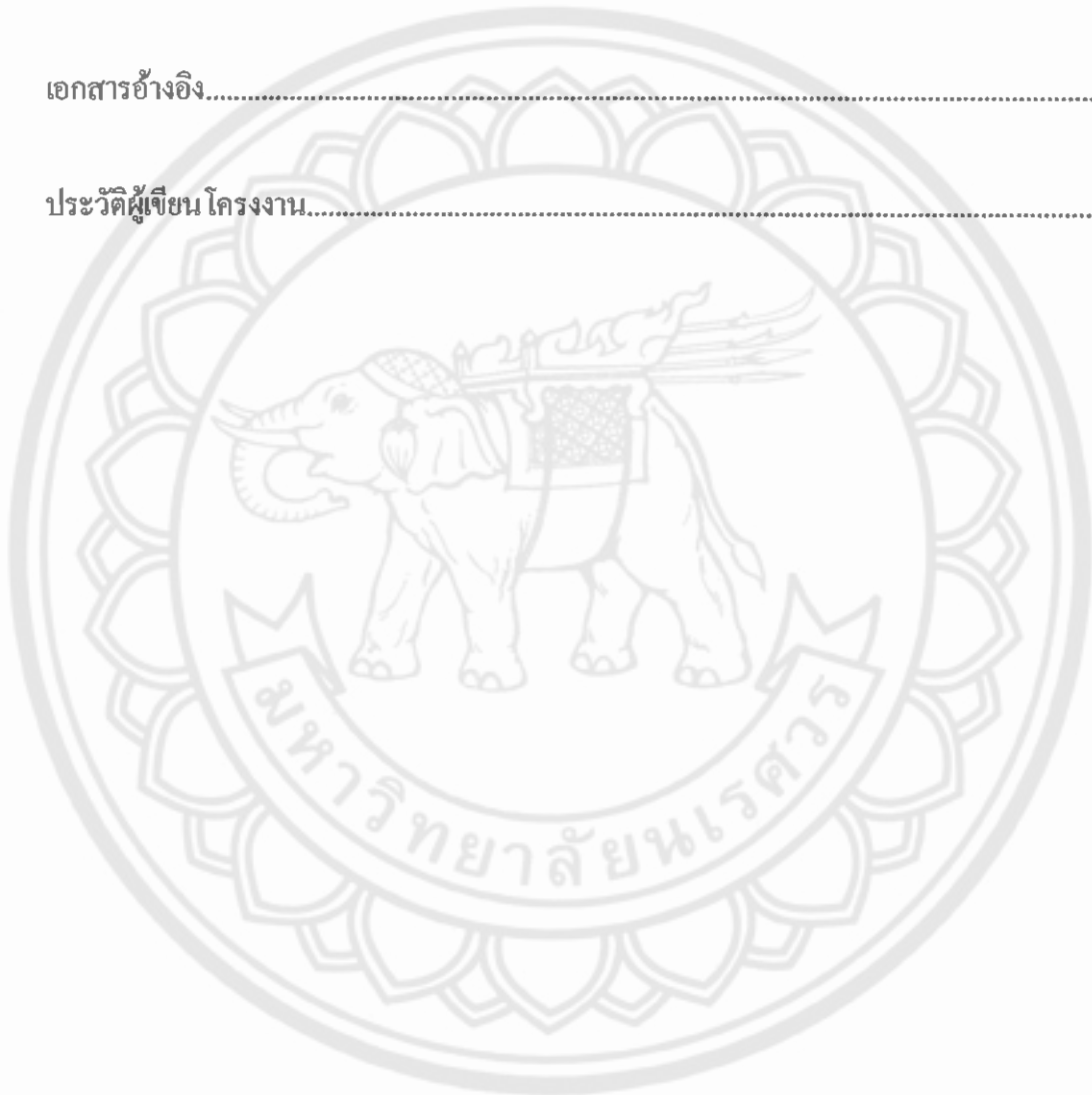 เอกสารอ้างอิง................................................................................................
ประวัติผู้เขียนโครงงาน................................................................................
มหาวิทยาลัยนเรศวร